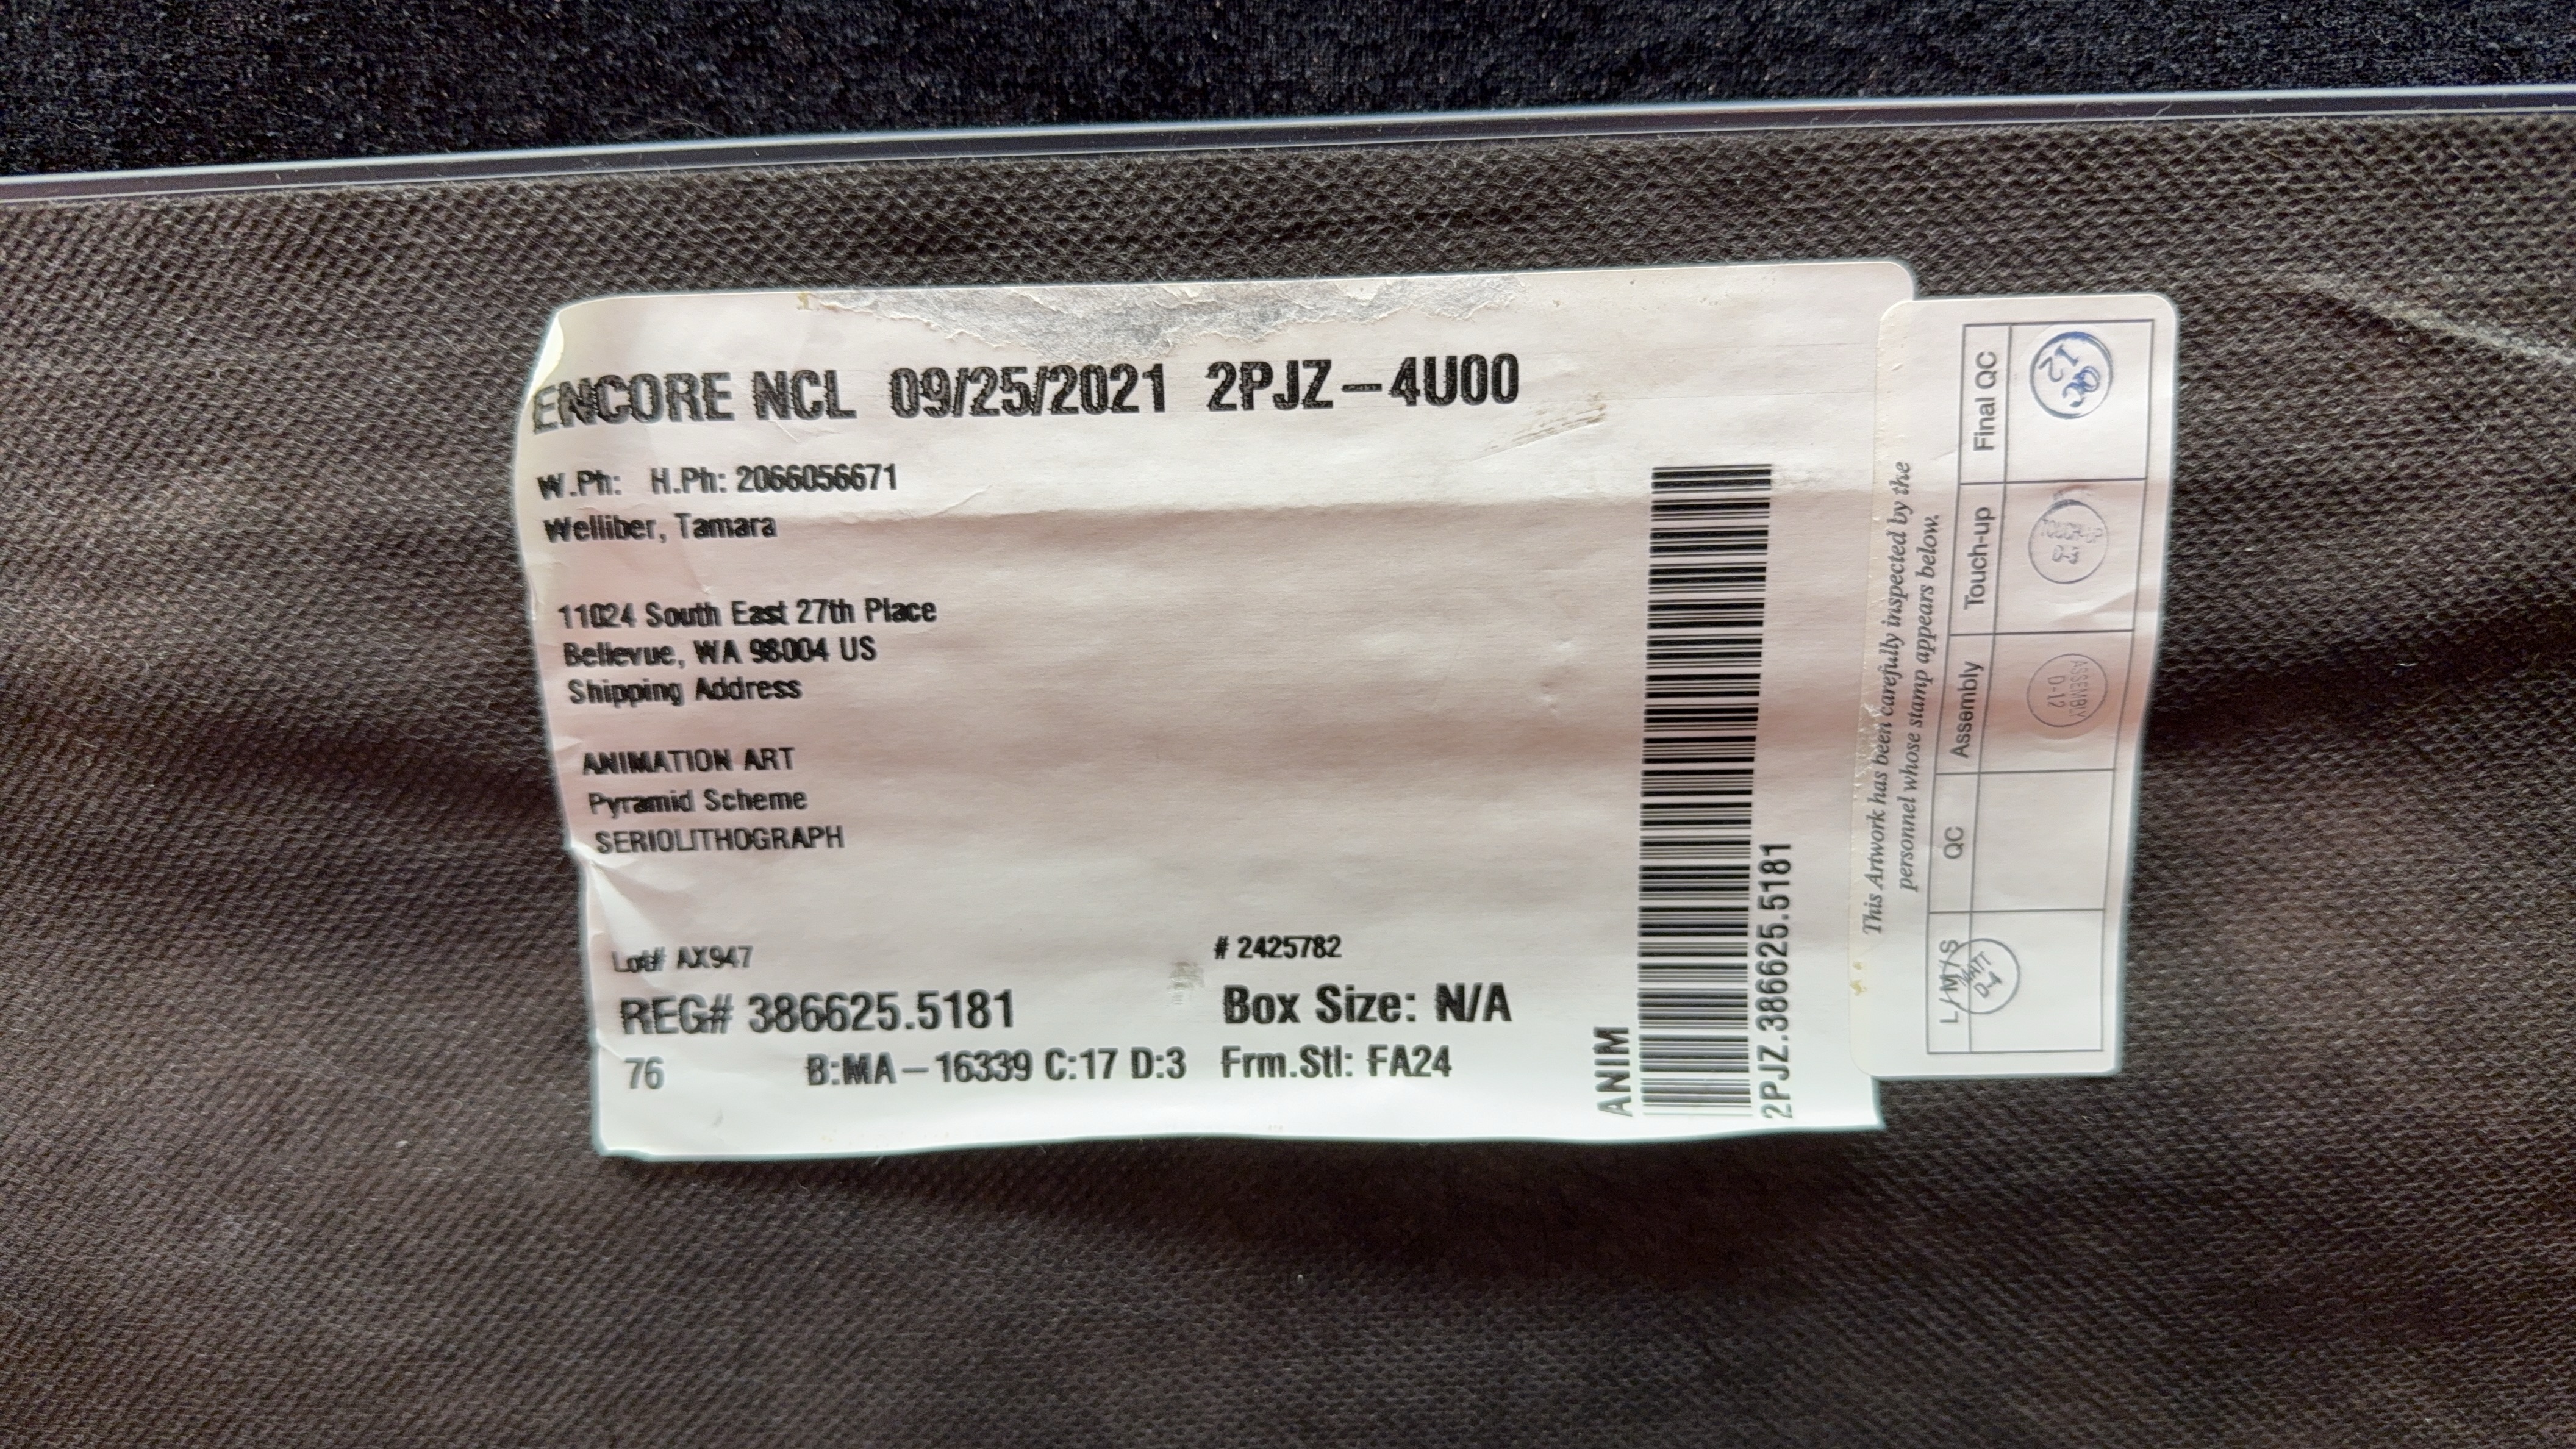 ENCORE NCL 09/25/2021 2PJZ-4U00
W.Ph: H.Ph: 2066056671
Welliber, Tamara
11024 South East 27th Place
Bellevue, WA 98004 US
Shipping Address
ANIMATION ART
Pyramid Scheme
SERIOLITHOGRAPH
Lot# AX947
# 2425782
REG# 386625.5181
Box Size: N/A
76 B:MA-16339 C:17 D:3 Frm.Stl: FA24
ANIM
2PJZ.386625.5181
This Artwork has been carefully inspected by the
personnel whose stamp appears below.
L/M/S QC Assembly Touch-up Final QC
ASSEMBLY
D-12
QC
12